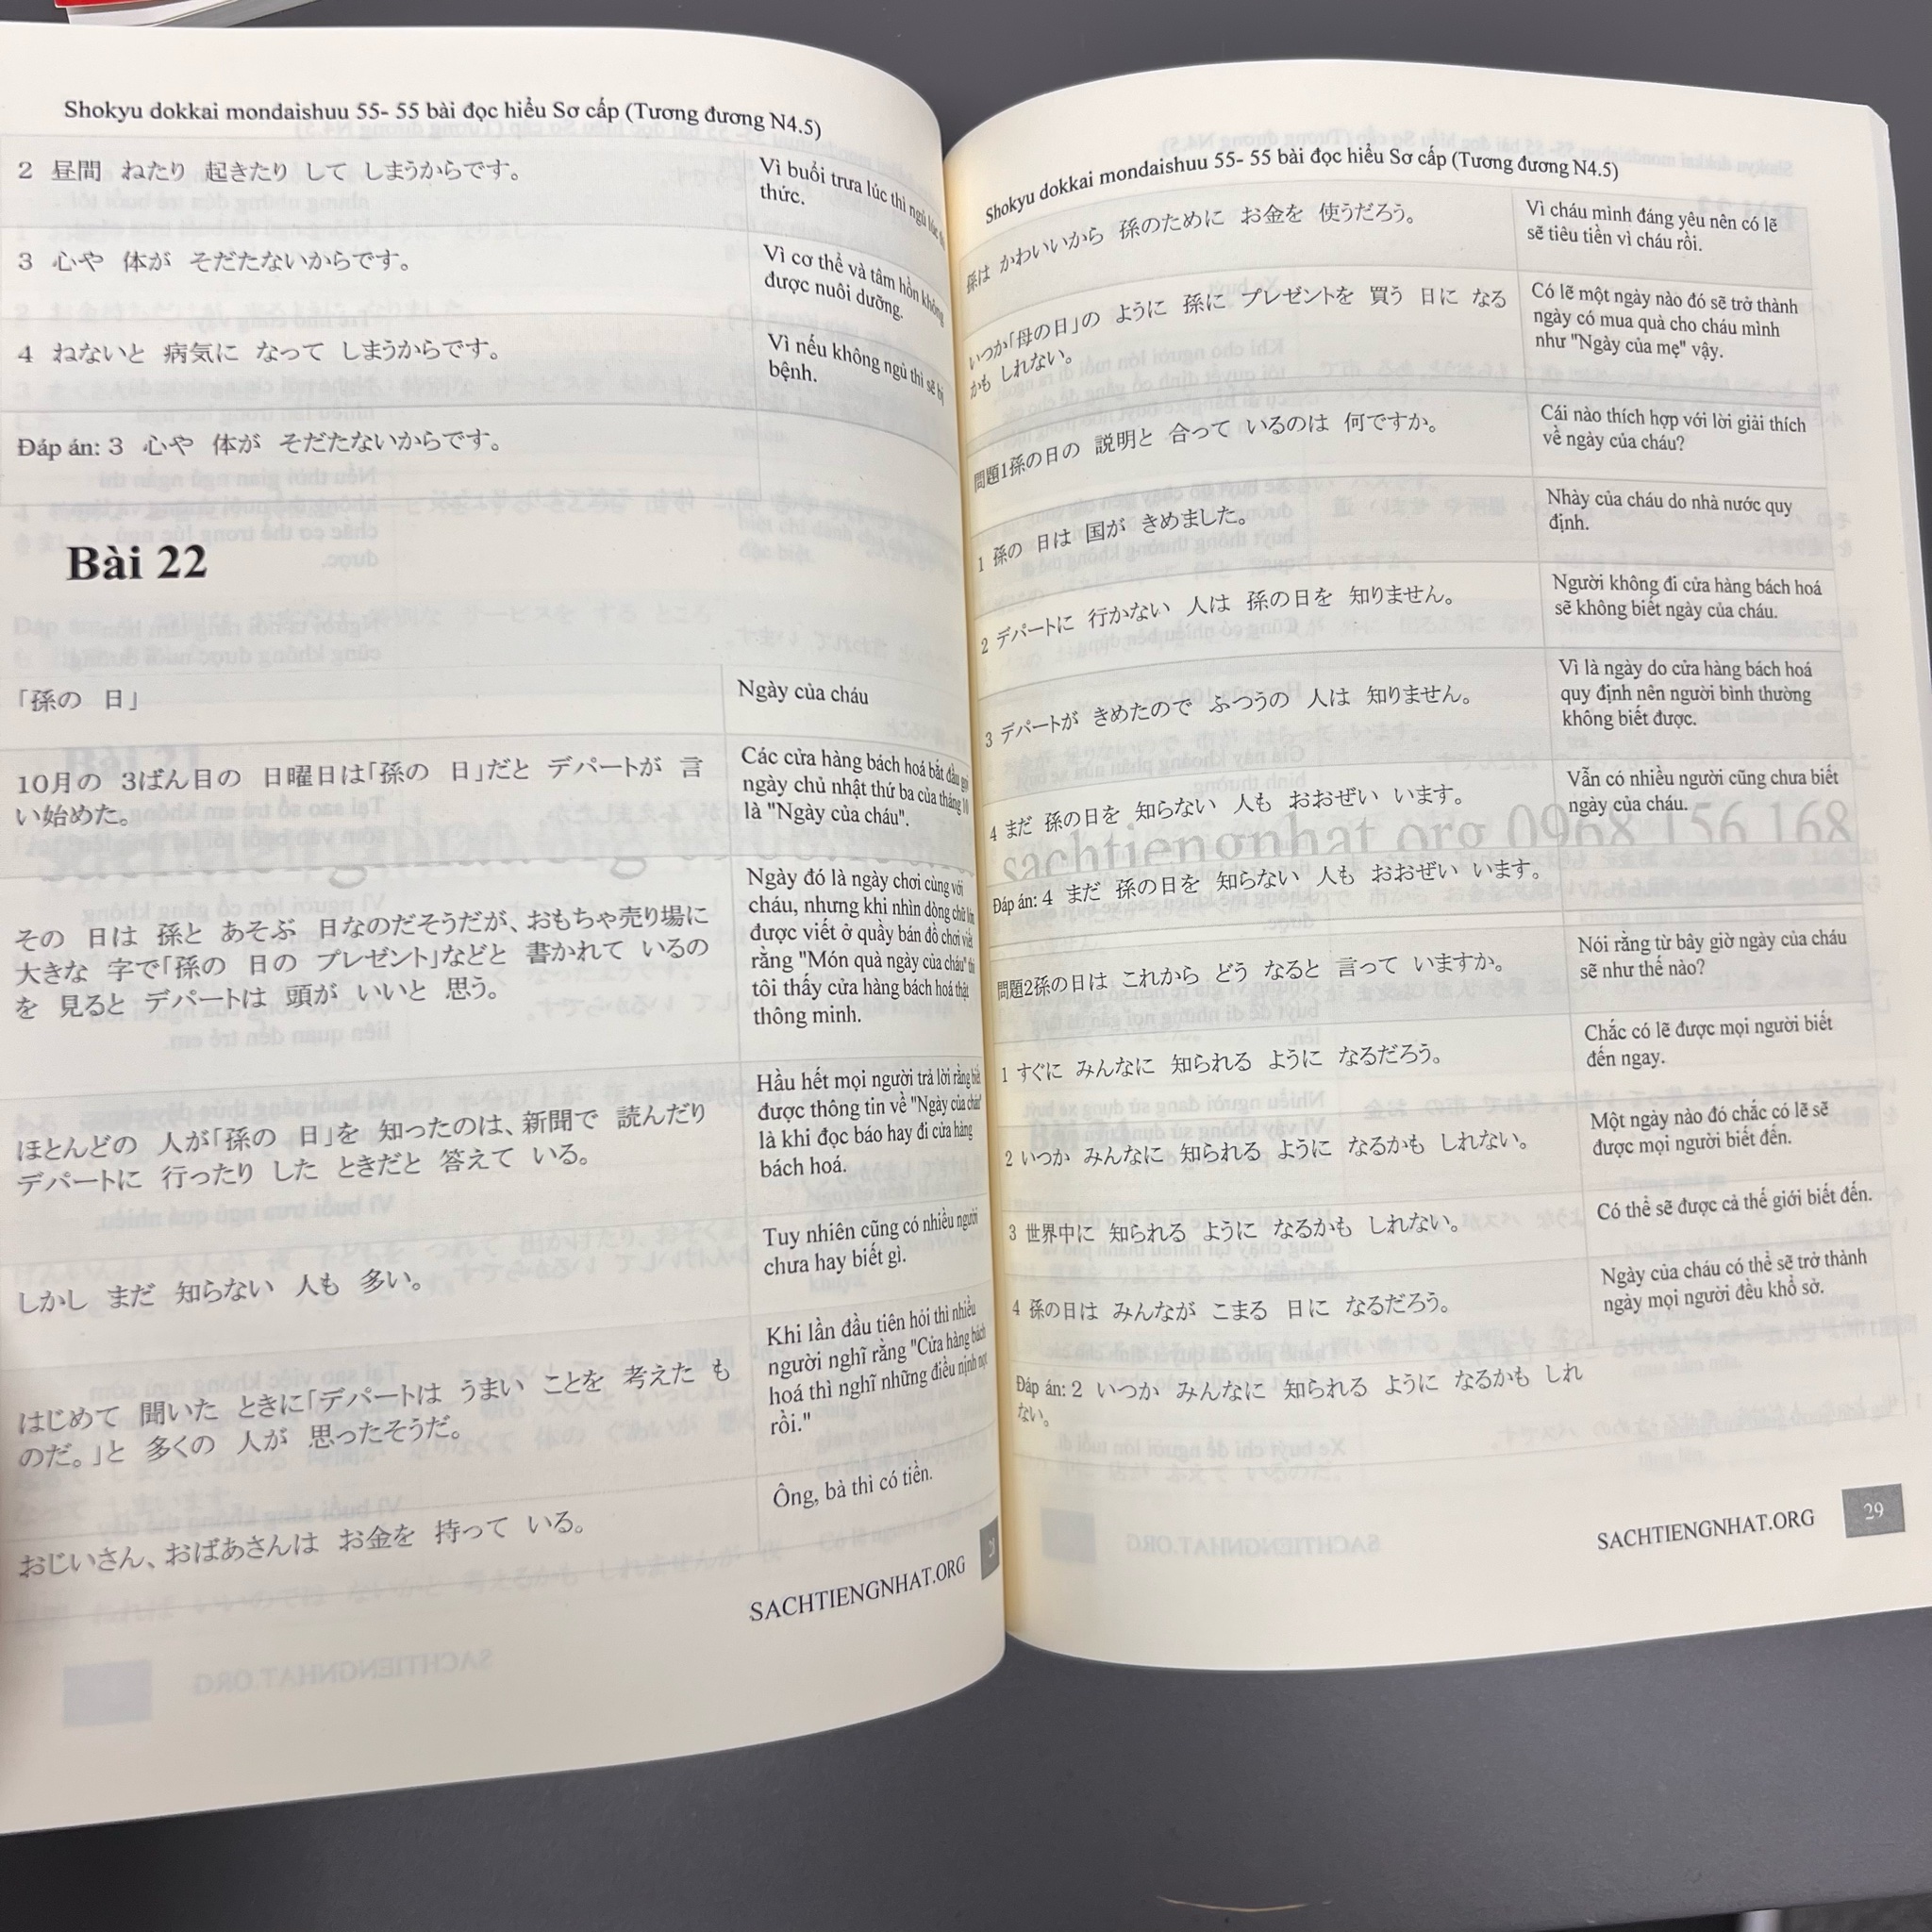 Shokyu dokkai mondaishuu 55- 55 bài đọc hiểu Sơ cấp (Tương đương N4.5)
2 昼間 ねたり 起きたり して しまうからです。
Vì buổi trưa lúc thì ngủ lúc
thức.
3 心や 体が そだたないからです。
Vì cơ thể và tâm hồn không
được nuôi dưỡng.
4 ねないと 病気に なって しまうからです。
Vì nếu không ngủ thì sẽ bị
bệnh.
Đáp án: 3 心や 体が そだたないからです。
Bài 22
「孫の 日」
Ngày của cháu
10月の 3ばん目の 日曜日は「孫の 日」だと デパートが 言
い始めた。
Các cửa hàng bách hoá bắt đầu gọi
ngày chủ nhật thứ ba của tháng 10
là "Ngày của cháu".
その 日は 孫と あそぶ 日なのだそうだが、おもちゃ売り場に
大きな 字で「孫の 日の プレゼント」などと 書かれて いるの
を 見ると デパートは 頭が いいと 思う。
Ngày đó là ngày chơi cùng với
cháu, nhưng khi nhìn dòng chữ lớn
được viết ở quầy bán đồ chơi viết
rằng "Món quà ngày của cháu" thì
tôi thấy cửa hàng bách hoá thật
thông minh.
ほとんどの 人が「孫の 日」を 知ったのは、新聞で 読んだり
デパートに 行ったり した ときだと 答えて いる。
Hầu hết mọi người trả lời rằng biết
được thông tin về "Ngày của cháu"
là khi đọc báo hay đi cửa hàng
bách hoá.
しかし まだ 知らない 人も 多い。
Tuy nhiên cũng có nhiều người
chưa hay biết gì.
はじめて 聞いた ときに「デパートは うまい ことを 考えた も
のだ。」と 多くの 人が 思ったそうだ。
Khi lần đầu tiên hỏi thì nhiều
người nghĩ rằng "Cửa hàng bách
hoá thì nghĩ những điều nịnh nọt
rồi."
おじいさん、おばあさんは お金を 持って いる。
Ông, bà thì có tiền.
SACHTIENGNHAT.ORG
Shokyu dokkai mondaishuu 55- 55 bài đọc hiểu Sơ cấp (Tương đương N4.5)
孫は かわいいから 孫のために お金を 使うだろう。
Vì cháu mình đáng yêu nên có lẽ
sẽ tiêu tiền vì cháu rồi.
いつか「母の日」の ように 孫に プレゼントを 買う 日に なる
かも しれない。
Có lẽ một ngày nào đó sẽ trở thành
ngày có mua quà cho cháu mình
như "Ngày của mẹ" vậy.
問題1孫の日の 説明と 合って いるのは 何ですか。
Cái nào thích hợp với lời giải thích
về ngày của cháu?
1 孫の 日は 国が きめました。
Nhày của cháu do nhà nước quy
định.
2 デパートに 行かない 人は 孫の日を 知りません。
Người không đi cửa hàng bách hoá
sẽ không biết ngày của cháu.
3 デパートが きめたので ふつうの 人は 知りません。
Vì là ngày do cửa hàng bách hoá
quy định nên người bình thường
không biết được.
4 まだ 孫の日を 知らない 人も おおぜい います。
Vẫn có nhiều người cũng chưa biết
ngày của cháu.
sachtiengnhat.org 0968 156 168
Đáp án: 4 まだ 孫の日を 知らない 人も おおぜい います。
問題2孫の日は これから どう なると 言って いますか。
Nói rằng từ bây giờ ngày của cháu
sẽ như thế nào?
1 すぐに みんなに 知られる ように なるだろう。
Chắc có lẽ được mọi người biết
đến ngay.
2 いつか みんなに 知られる ように なるかも しれない。
Một ngày nào đó chắc có lẽ sẽ
được mọi người biết đến.
3 世界中に 知られる ように なるかも しれない。
Có thể sẽ được cả thế giới biết đến.
4 孫の日は みんなが こまる 日に なるだろう。
Ngày của cháu có thể sẽ trở thành
ngày mọi người đều khổ sở.
Đáp án: 2 いつか みんなに 知られる ように なるかも しれ
ない。
SACHTIENGNHAT.ORG
29